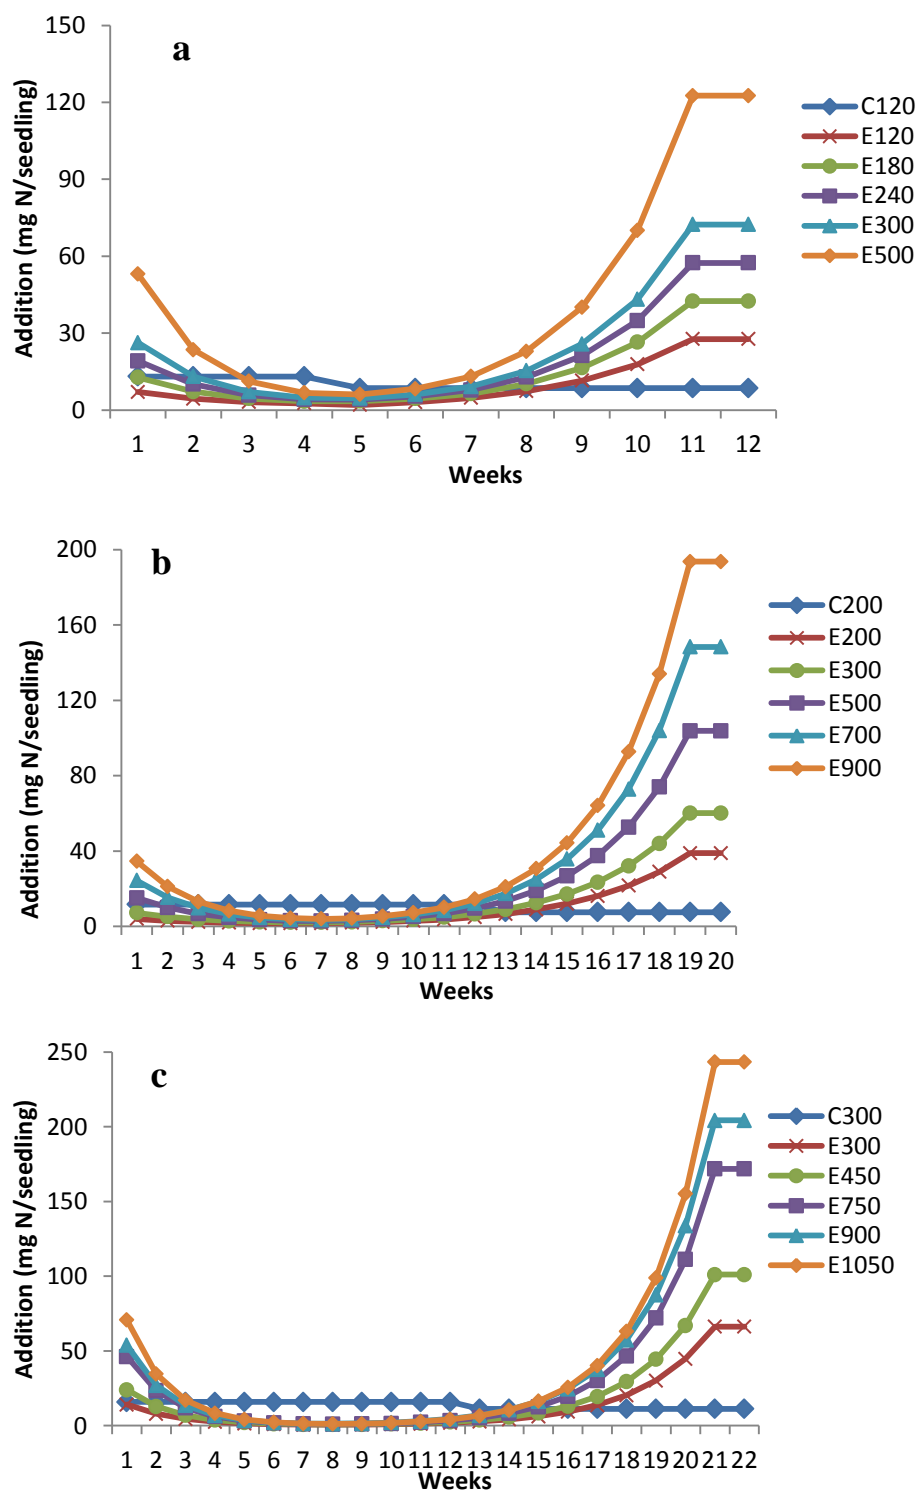 a
Addition (mg N/seedling)
150
120
90
60
30
0
1 2 3 4 5 6 7 8 9 10 11 12
Weeks
C120
E120
E180
E240
E300
E500
b
Addition (mg N/seedling)
200
160
120
80
40
0
1 2 3 4 5 6 7 8 9 10 11 12 13 14 15 16 17 18 19 20
Weeks
C200
E200
E300
E500
E700
E900
c
Addition (mg N/seedling)
250
200
150
100
50
0
1 2 3 4 5 6 7 8 9 10 11 12 13 14 15 16 17 18 19 20 21 22
Weeks
C300
E300
E450
E750
E900
E1050